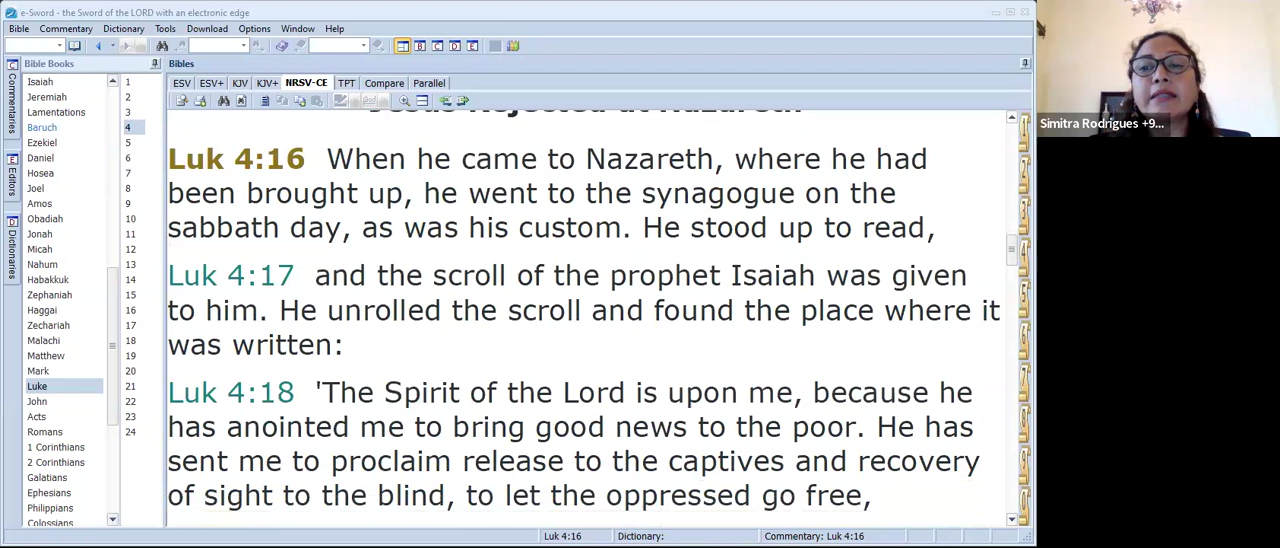 e-Sword - the Sword of the LORD with an electronic edge
Bible Commentary Dictionary Tools Download Options Window Help
B C D E
Bible Books
Bibles
Commentaries
Editors
Dictionaries
ESV ESV+ KJV KJV+ NRSV-CE TPT Compare Parallel
Isaiah
Jeremiah
Lamentations
Baruch
Ezekiel
Daniel
Hosea
Joel
Amos
Obadiah
Jonah
Micah
Nahum
Habakkuk
Zephaniah
Haggai
Zechariah
Malachi
Matthew
Mark
Luke
John
Acts
Romans
1 Corinthians
2 Corinthians
Galatians
Ephesians
Philippians
Colossians
1
2
3
4
5
6
7
8
9
10
11
12
13
14
15
16
17
18
19
20
21
22
23
24
Jesus Rejected at Nazareth
Luk 4:16 When he came to Nazareth, where he had
been brought up, he went to the synagogue on the
sabbath day, as was his custom. He stood up to read,
Luk 4:17 and the scroll of the prophet Isaiah was given
to him. He unrolled the scroll and found the place where it
was written:
Luk 4:18 'The Spirit of the Lord is upon me, because he
has anointed me to bring good news to the poor. He has
sent me to proclaim release to the captives and recovery
of sight to the blind, to let the oppressed go free,
Luk 4:16 Dictionary: Commentary: Luk 4:16
Simitra Rodrigues +9...